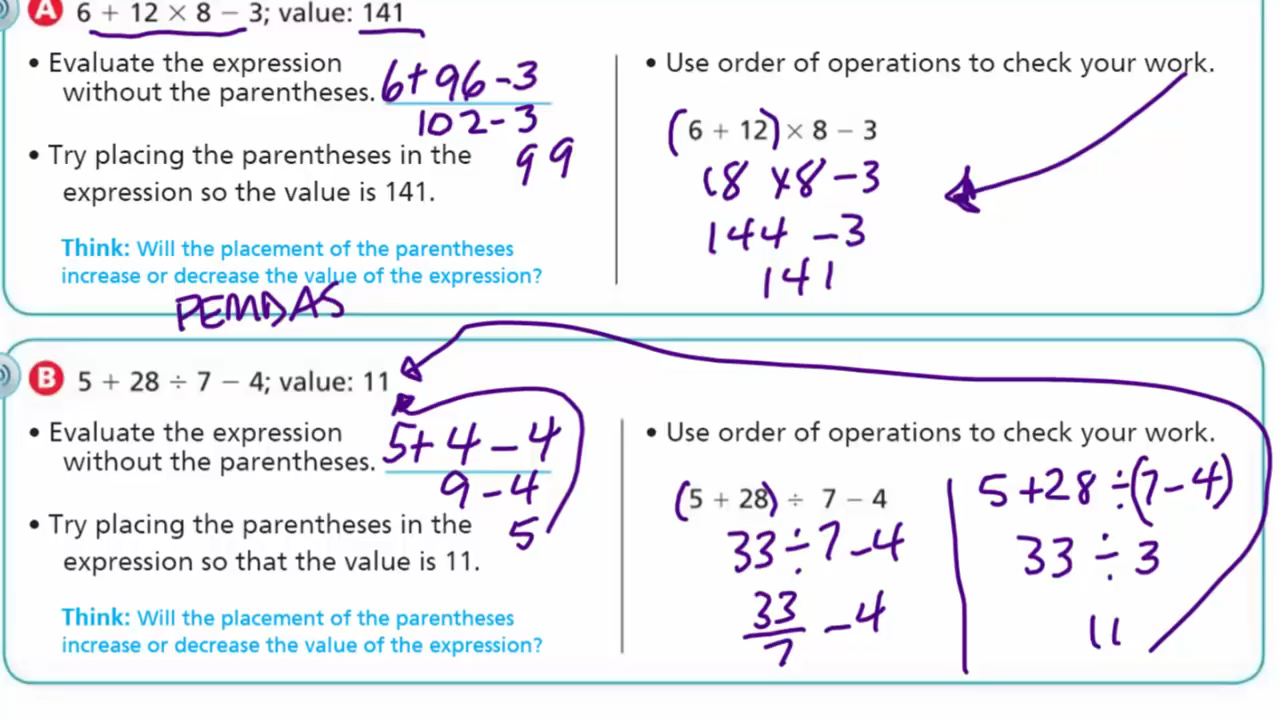 A 6 + 12 × 8 − 3; value: 141
• Evaluate the expression
without the parentheses. 6+96-3
102-3
99
• Try placing the parentheses in the
expression so the value is 141.
Think: Will the placement of the parentheses
increase or decrease the value of the expression?
PEMDAS
• Use order of operations to check your work.
(6 + 12) × 8 − 3
18 x8-3
144 -3
141
B 5 + 28 ÷ 7 − 4; value: 11
• Evaluate the expression
without the parentheses. 5+4-4
9-4
5
• Try placing the parentheses in the
expression so that the value is 11.
Think: Will the placement of the parentheses
increase or decrease the value of the expression?
• Use order of operations to check your work.
(5 + 28) ÷ 7 − 4
33÷7-4
33/7 -4
5+28÷(7-4)
33÷3
11